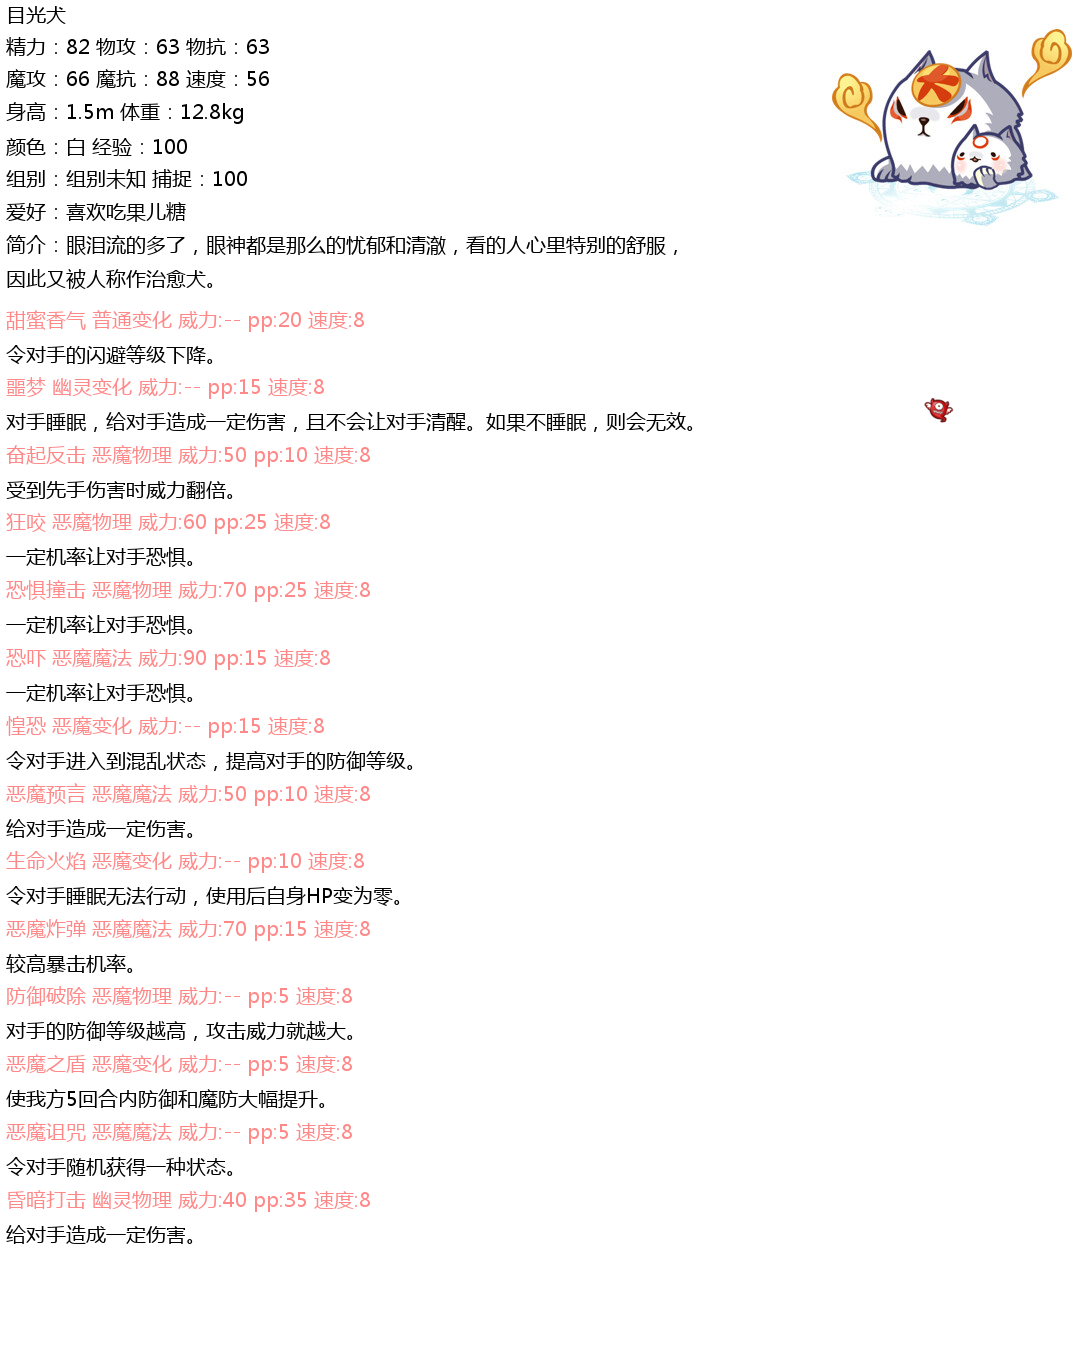 目光犬
精力：82 物攻：63 物抗：63
魔攻：66 魔抗：88 速度：56
身高：1.5m 体重：12.8kg
颜色：白 经验：100
组别：组别未知 捕捉：100
爱好：喜欢吃果儿糖
简介：眼泪流的多了，眼神都是那么的忧郁和清澈，看的人心里特别的舒服，
因此又被人称作治愈犬。
甜蜜香气 普通变化 威力:-- pp:20 速度:8
令对手的闪避等级下降。
噩梦 幽灵变化 威力:-- pp:15 速度:8
对手睡眠，给对手造成一定伤害，且不会让对手清醒。如果不睡眠，则会无效。
奋起反击 恶魔物理 威力:50 pp:10 速度:8
受到先手伤害时威力翻倍。
狂咬 恶魔物理 威力:60 pp:25 速度:8
一定机率让对手恐惧。
恐惧撞击 恶魔物理 威力:70 pp:25 速度:8
一定机率让对手恐惧。
恐吓 恶魔魔法 威力:90 pp:15 速度:8
一定机率让对手恐惧。
惶恐 恶魔变化 威力:-- pp:15 速度:8
令对手进入到混乱状态，提高对手的防御等级。
恶魔预言 恶魔魔法 威力:50 pp:10 速度:8
给对手造成一定伤害。
生命火焰 恶魔变化 威力:-- pp:10 速度:8
令对手睡眠无法行动，使用后自身HP变为零。
恶魔炸弹 恶魔魔法 威力:70 pp:15 速度:8
较高暴击机率。
防御破除 恶魔物理 威力:-- pp:5 速度:8
对手的防御等级越高，攻击威力就越大。
恶魔之盾 恶魔变化 威力:-- pp:5 速度:8
使我方5回合内防御和魔防大幅提升。
恶魔诅咒 恶魔魔法 威力:-- pp:5 速度:8
令对手随机获得一种状态。
昏暗打击 幽灵物理 威力:40 pp:35 速度:8
给对手造成一定伤害。